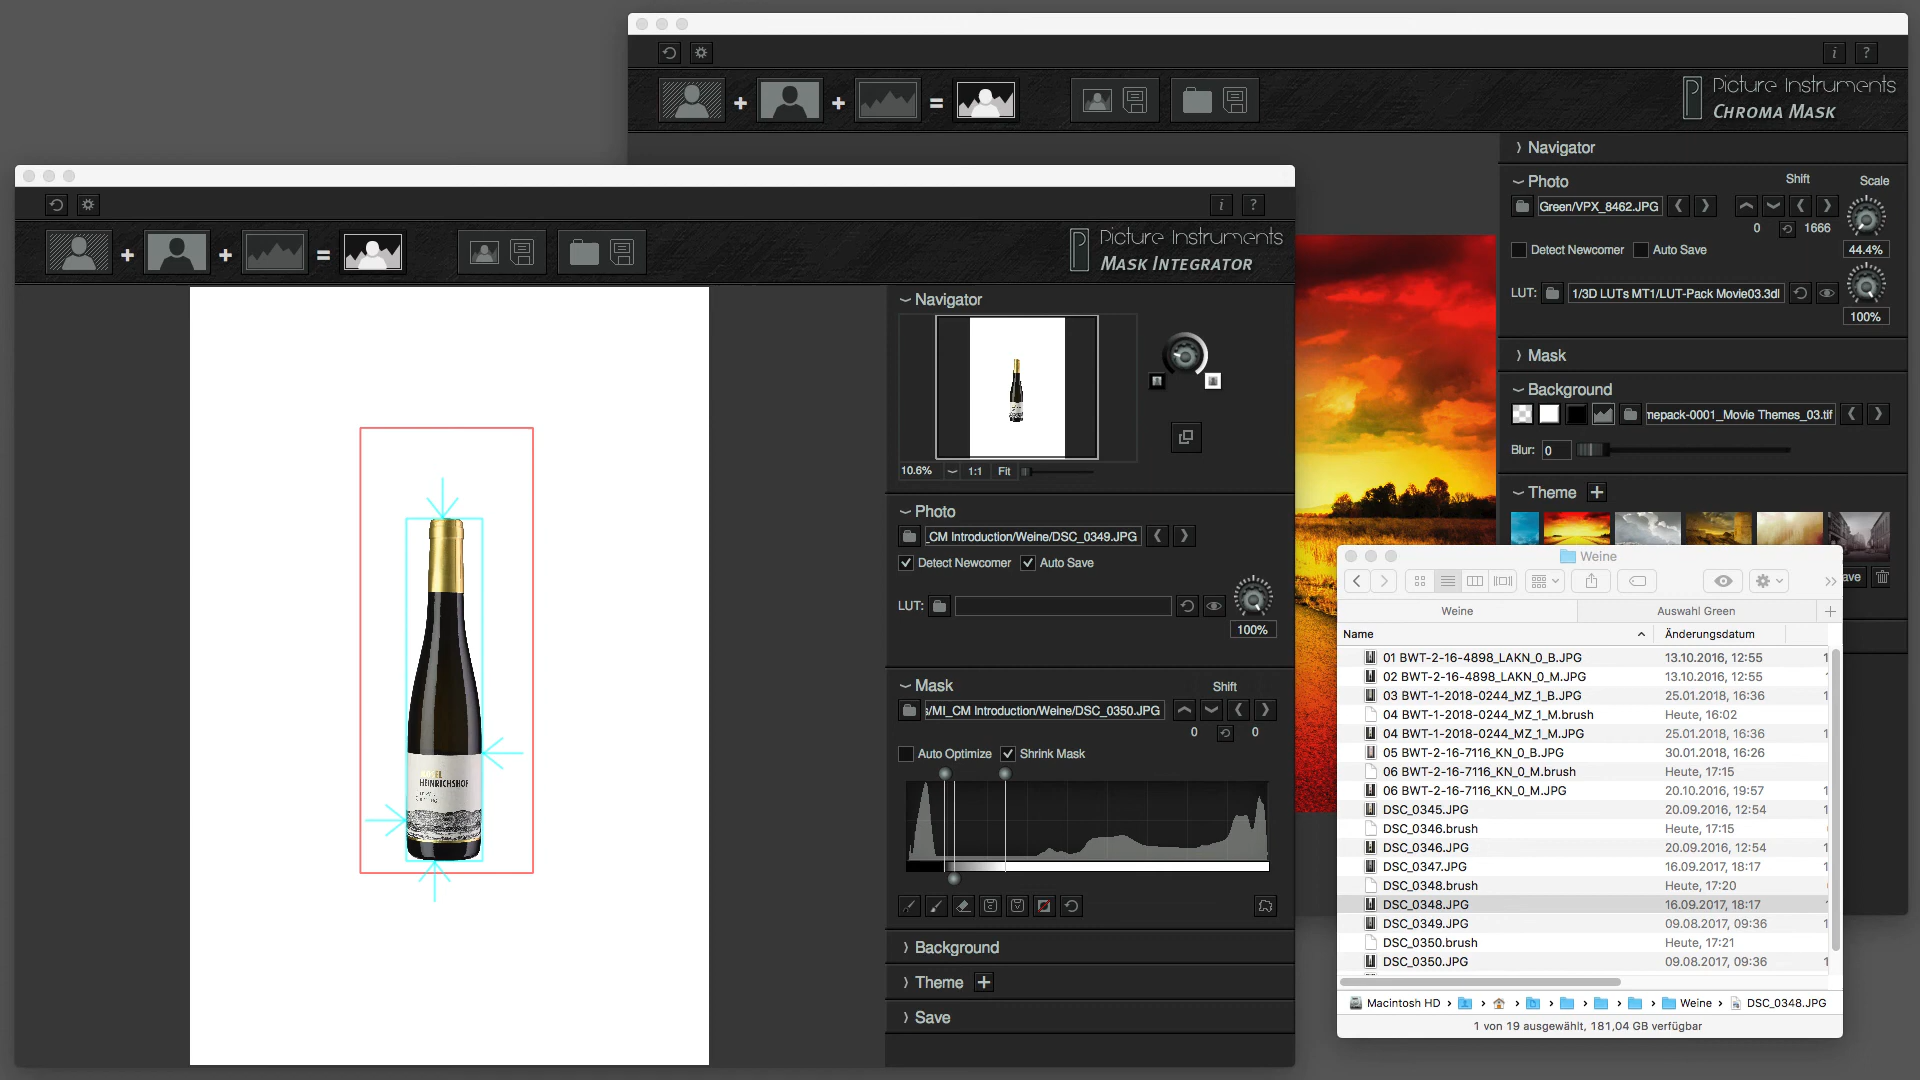 i ?
Picture Instruments
CHROMA MASK
+ + =
Navigator
Photo Shift Scale
Green/VPX_8462.JPG
0 1666
Detect Newcomer Auto Save
44.4%
LUT: 1/3D LUTs MT1/LUT-Pack Movie03.3dl
100%
Mask
Background
nepack-0001_Movie Themes_03.tif
Blur: 0
Theme +
ave
i ?
Picture Instruments
MASK INTEGRATOR
+ + =
Navigator
10.6% 1:1 Fit
Photo
_CM Introduction/Weine/DSC_0349.JPG
Detect Newcomer Auto Save
LUT:
100%
Mask Shift
s/MI_CM Introduction/Weine/DSC_0350.JPG
0 0
Auto Optimize Shrink Mask
Background
Theme +
Save
HEINRICHSHOF
Weine
Weine Auswahl Green +
Name Änderungsdatum
01 BWT-2-16-4898_LAKN_0_B.JPG 13.10.2016, 12:55 1
02 BWT-2-16-4898_LAKN_0_M.JPG 13.10.2016, 12:55
03 BWT-1-2018-0244_MZ_1_B.JPG 25.01.2018, 16:36 1
04 BWT-1-2018-0244_MZ_1_M.brush Heute, 16:02
04 BWT-1-2018-0244_MZ_1_M.JPG 25.01.2018, 16:36 1
05 BWT-2-16-7116_KN_0_B.JPG 30.01.2018, 16:26
06 BWT-2-16-7116_KN_0_M.brush Heute, 17:15
06 BWT-2-16-7116_KN_0_M.JPG 20.10.2016, 19:57 1
DSC_0345.JPG 20.09.2016, 12:54 1
DSC_0346.brush Heute, 17:15
DSC_0346.JPG 20.09.2016, 12:54 1
DSC_0347.JPG 16.09.2017, 18:17 1
DSC_0348.brush Heute, 17:20
DSC_0348.JPG 16.09.2017, 18:17 1
DSC_0349.JPG 09.08.2017, 09:36 1
DSC_0350.brush Heute, 17:21
DSC_0350.JPG 09.08.2017, 09:36 1
Macintosh HD › › › › › › › Weine › DSC_0348.JPG
1 von 19 ausgewählt, 181,04 GB verfügbar